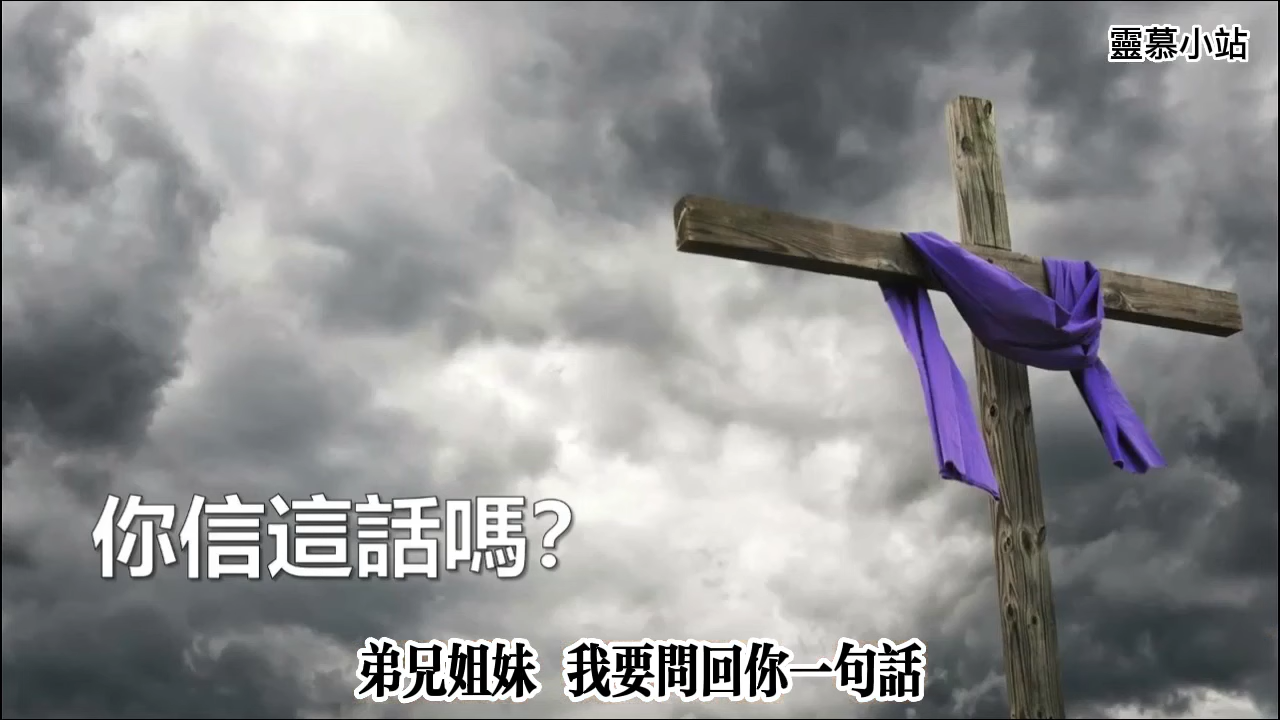 靈慕小站
你信這話嗎?
弟兄姐妹 我要問回你一句話